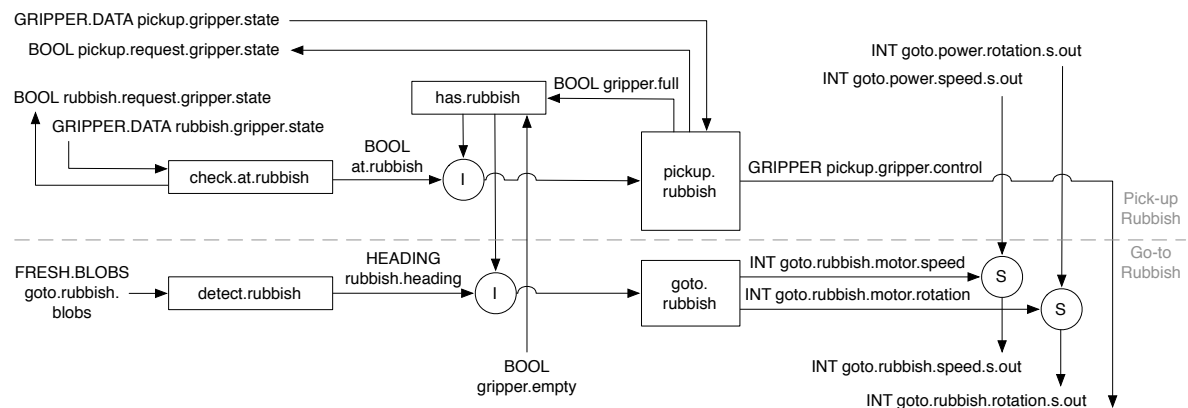 GRIPPER.DATA pickup.gripper.state
BOOL pickup.request.gripper.state
INT goto.power.rotation.s.out
INT goto.power.speed.s.out
BOOL rubbish.request.gripper.state
has.rubbish
BOOL gripper.full
GRIPPER.DATA rubbish.gripper.state
BOOL
at.rubbish
check.at.rubbish
I
pickup.
rubbish
GRIPPER pickup.gripper.control
Pick-up
Rubbish
Go-to
Rubbish
FRESH.BLOBS
goto.rubbish.
blobs
detect.rubbish
HEADING
rubbish.heading
I
goto.
rubbish
INT goto.rubbish.motor.speed
INT goto.rubbish.motor.rotation
S
S
BOOL
gripper.empty
INT goto.rubbish.speed.s.out
INT goto.rubbish.rotation.s.out